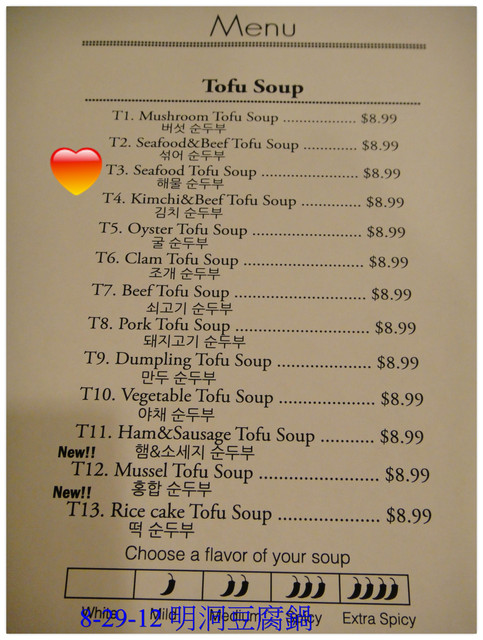 Menu
Tofu Soup
T1. Mushroom Tofu Soup .................. $8.99
버섯 순두부
T2. Seafood&Beef Tofu Soup ............. $8.99
섞어 순두부
T3. Seafood Tofu Soup ...................... $8.99
해물 순두부
T4. Kimchi&Beef Tofu Soup .............. $8.99
김치 순두부
T5. Oyster Tofu Soup ........................ $8.99
굴 순두부
T6. Clam Tofu Soup .......................... $8.99
조개 순두부
T7. Beef Tofu Soup ............................ $8.99
쇠고기 순두부
T8. Pork Tofu Soup ............................ $8.99
돼지고기 순두부
T9. Dumpling Tofu Soup ................... $8.99
만두 순두부
T10. Vegetable Tofu Soup .................. $8.99
야채 순두부
T11. Ham&Sausage Tofu Soup ........... $8.99
New!! 햄&소세지 순두부
T12. Mussel Tofu Soup ...................... $8.99
New!! 홍합 순두부
T13. Rice cake Tofu Soup ................... $8.99
떡 순두부
Choose a flavor of your soup
White Mild Medium Spicy Extra Spicy
8-29-12 明洞豆腐鍋